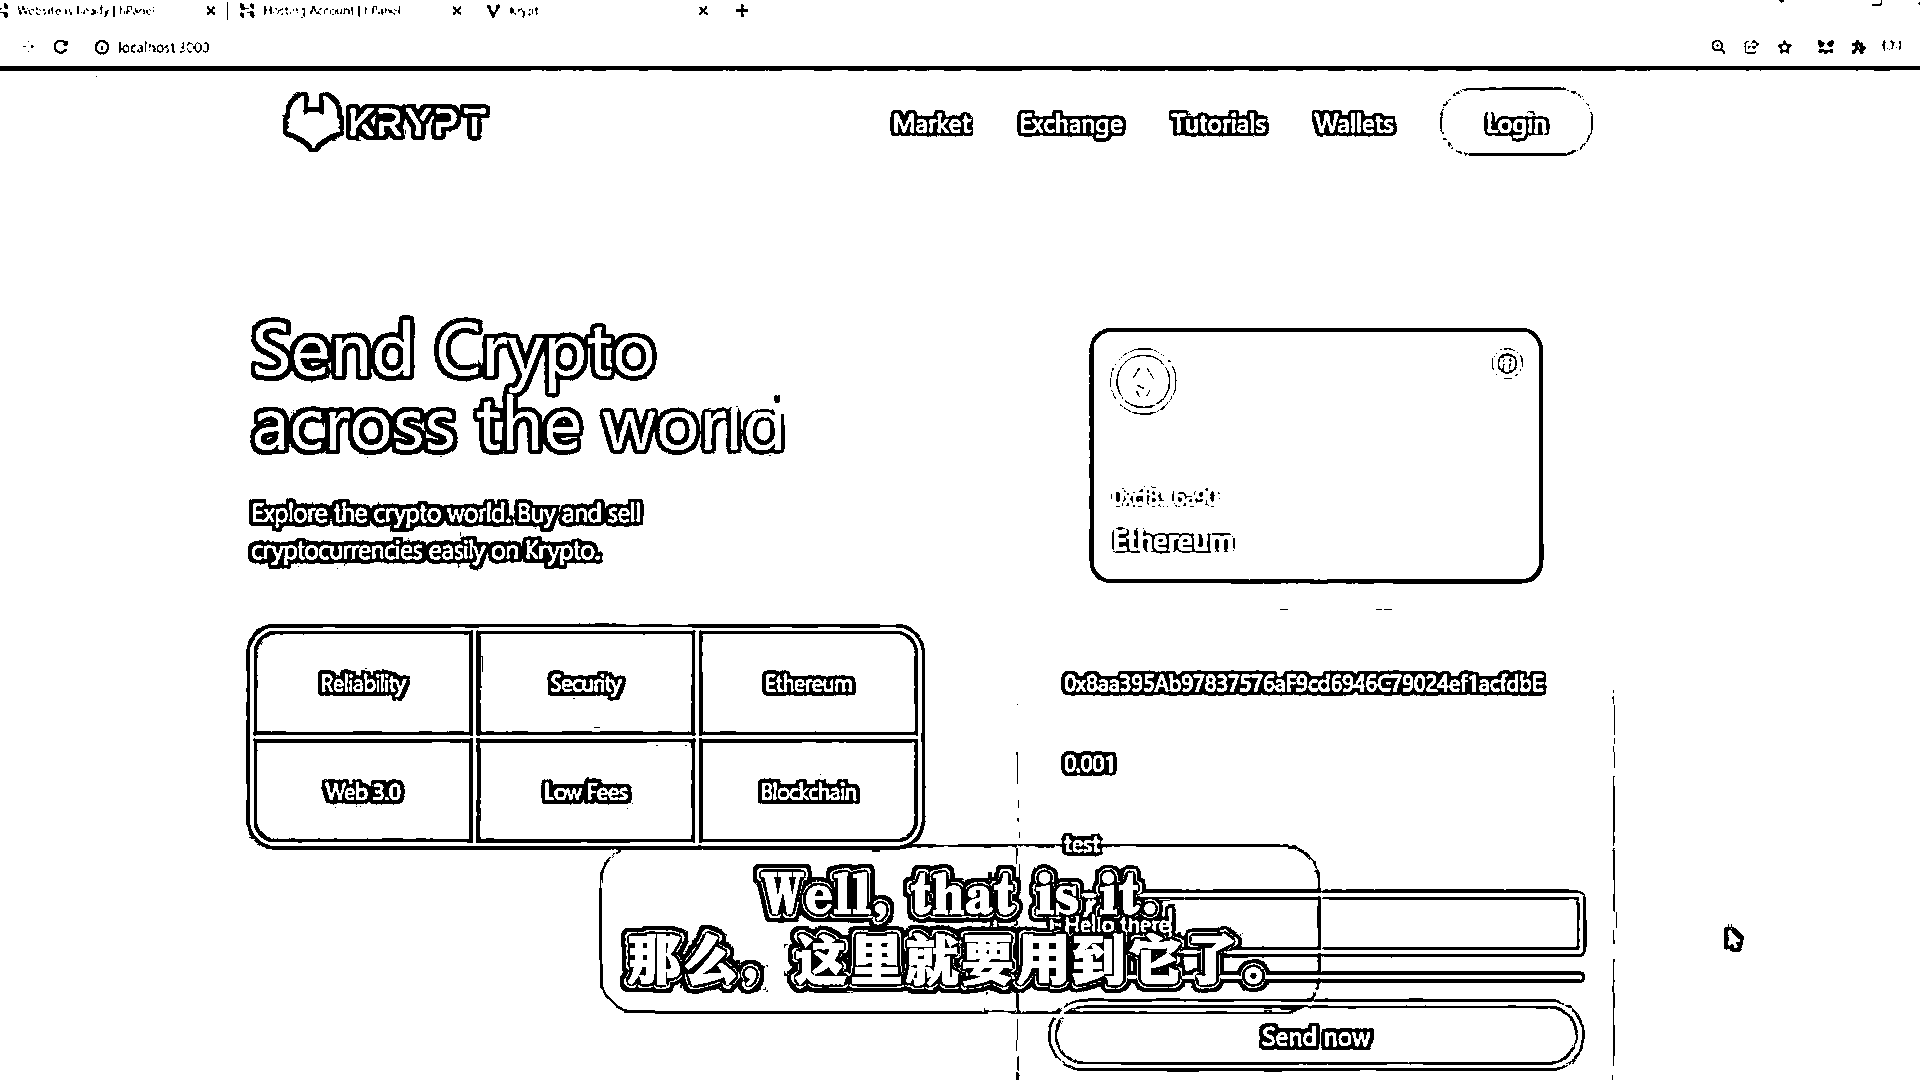 Website is Ready | hPanel
Hosting Account | hPanel
Krypt
localhost:3000
KRYPT
Market
Exchange
Tutorials
Wallets
Login
Send Crypto
across the world
Explore the crypto world. Buy and sell
cryptocurrencies easily on Krypto.
Reliability
Security
Ethereum
Web 3.0
Low Fees
Blockchain
Ethereum
0x8aa395Ab97837576aF9cd6946C79024ef1acfdbE
0.001
test
Hello there!
Well, that is it.
那么，这里就要用到它了。
Send now